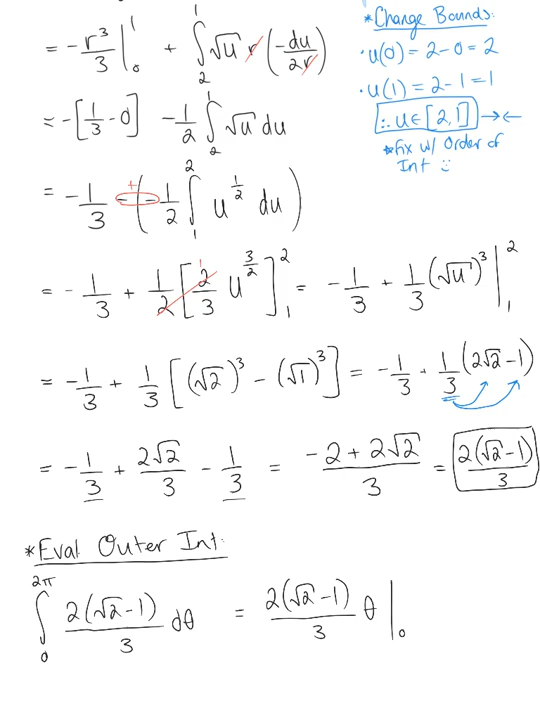 = -r³/3 |₀¹ + ∫₂¹ √u r (-du/2r)
*Change Bounds:
• u(0) = 2-0 = 2
• u(1) = 2-1 = 1
∴ u ∈ [2,1] →←
*fix w/ Order of
Int ü
= -[1/3 - 0] - 1/2 ∫₂¹ √u du
= -1/3 - (-1/2 ∫₁² u^(1/2) du)
+
= -1/3 + 1/2 [2/3 u^(3/2)]₁² = -1/3 + 1/3 (√u)³ |₁²
1
= -1/3 + 1/3 [(√2)³ - (√1)³] = -1/3 + 1/3 (2√2 - 1)
= -1/3 + 2√2/3 - 1/3 = (-2 + 2√2)/3 = 2(√2 - 1)/3
*Eval Outer Int:
∫₀^(2π) 2(√2 - 1)/3 dθ = 2(√2 - 1)/3 θ |₀